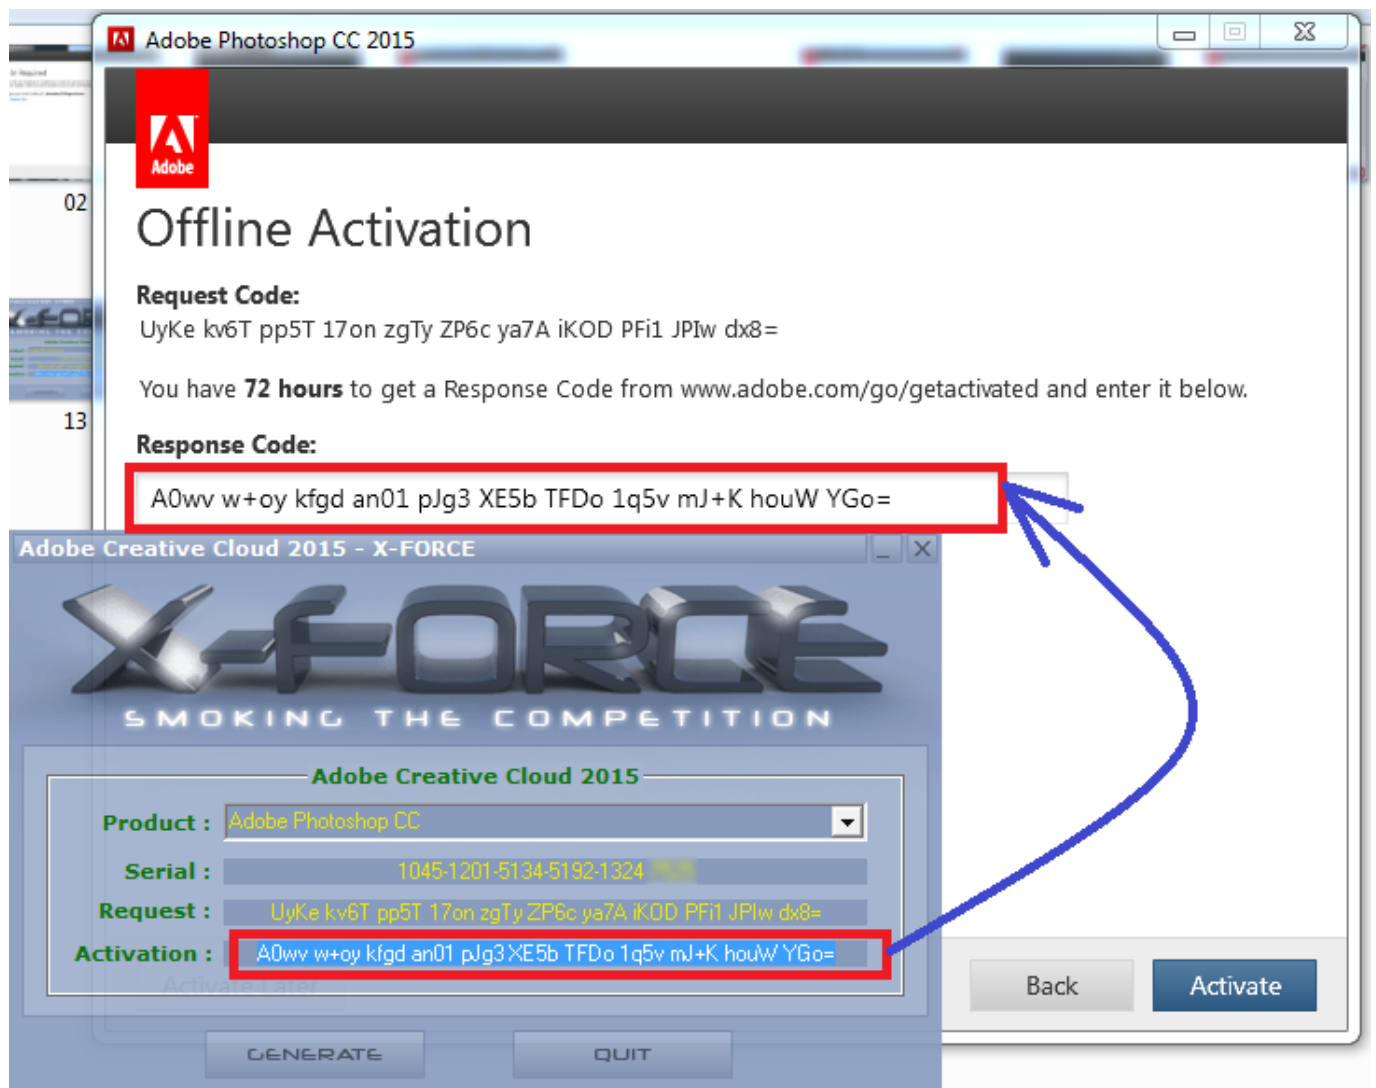 Adobe Photoshop CC 2015
Adobe
02
Offline Activation
Request Code:
UyKe kv6T pp5T 17on zgTy ZP6c ya7A iKOD PFi1 JPIw dx8=
You have 72 hours to get a Response Code from www.adobe.com/go/getactivated and enter it below.
13
Response Code:
A0wv w+oy kfgd an01 pJg3 XE5b TFDo 1q5v mJ+K houW YGo=
Adobe Creative Cloud 2015 - X-FORCE
X-FORCE
SMOKING THE COMPETITION
Adobe Creative Cloud 2015
Product : Adobe Photoshop CC
Serial : 1045-1201-5134-5192-1324
Request : UyKe kv6T pp5T 17on zgTy ZP6c ya7A iKOD PFi1 JPIw dx8=
Activation : A0wv w+oy kfgd an01 pJg3 XE5b TFDo 1q5v mJ+K houW YGo=
Activate Later
Back
Activate
GENERATE
QUIT